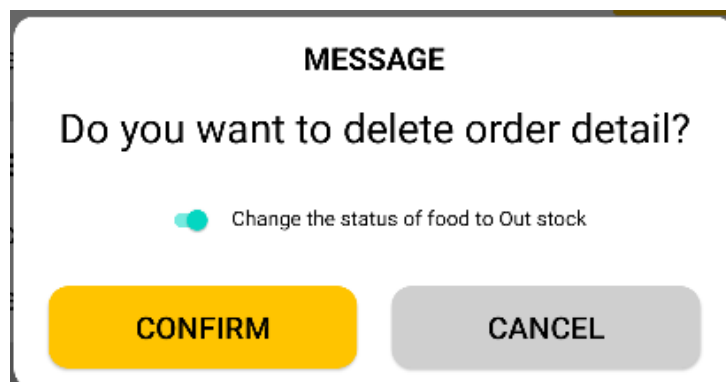 MESSAGE
Do you want to delete order detail?
Change the status of food to Out stock
CONFIRM
CANCEL